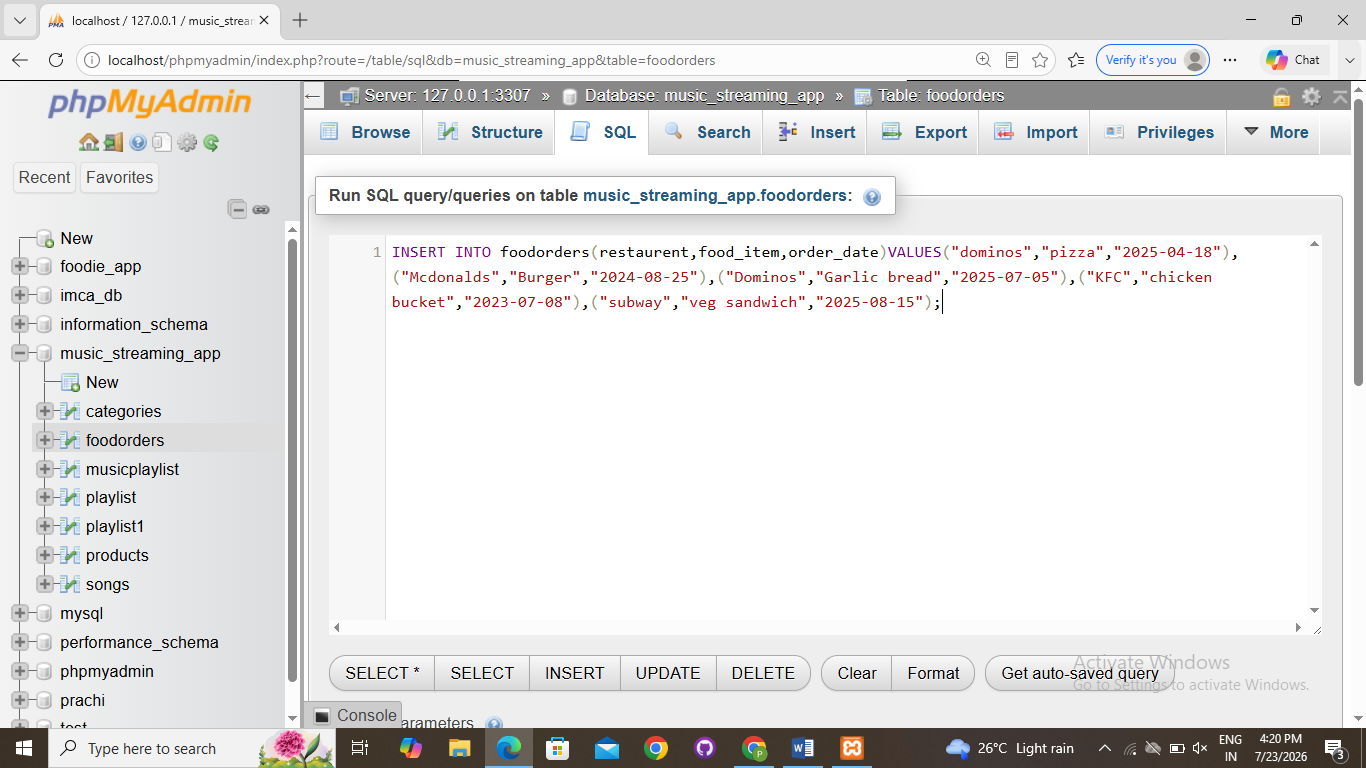 localhost / 127.0.0.1 / music_strear
localhost/phpmyadmin/index.php?route=/table/sql&db=music_streaming_app&table=foodorders
Verify it's you
Chat
phpMyAdmin
Recent
Favorites
New
foodie_app
imca_db
information_schema
music_streaming_app
New
categories
foodorders
musicplaylist
playlist
playlist1
products
songs
mysql
performance_schema
phpmyadmin
prachi
Server: 127.0.0.1:3307 » Database: music_streaming_app » Table: foodorders
Browse Structure SQL Search Insert Export Import Privileges More
Run SQL query/queries on table music_streaming_app.foodorders:
1 INSERT INTO foodorders(restaurent,food_item,order_date)VALUES("dominos","pizza","2025-04-18"),
("Mcdonalds","Burger","2024-08-25"),("Dominos","Garlic bread","2025-07-05"),("KFC","chicken
bucket","2023-07-08"),("subway","veg sandwich","2025-08-15");
SELECT * SELECT INSERT UPDATE DELETE Clear Format Get auto-saved query
Activate Windows
Go to Settings to activate Windows.
Console
arameters
Type here to search
26°C Light rain
ENG
IN
4:20 PM
7/23/2026
3